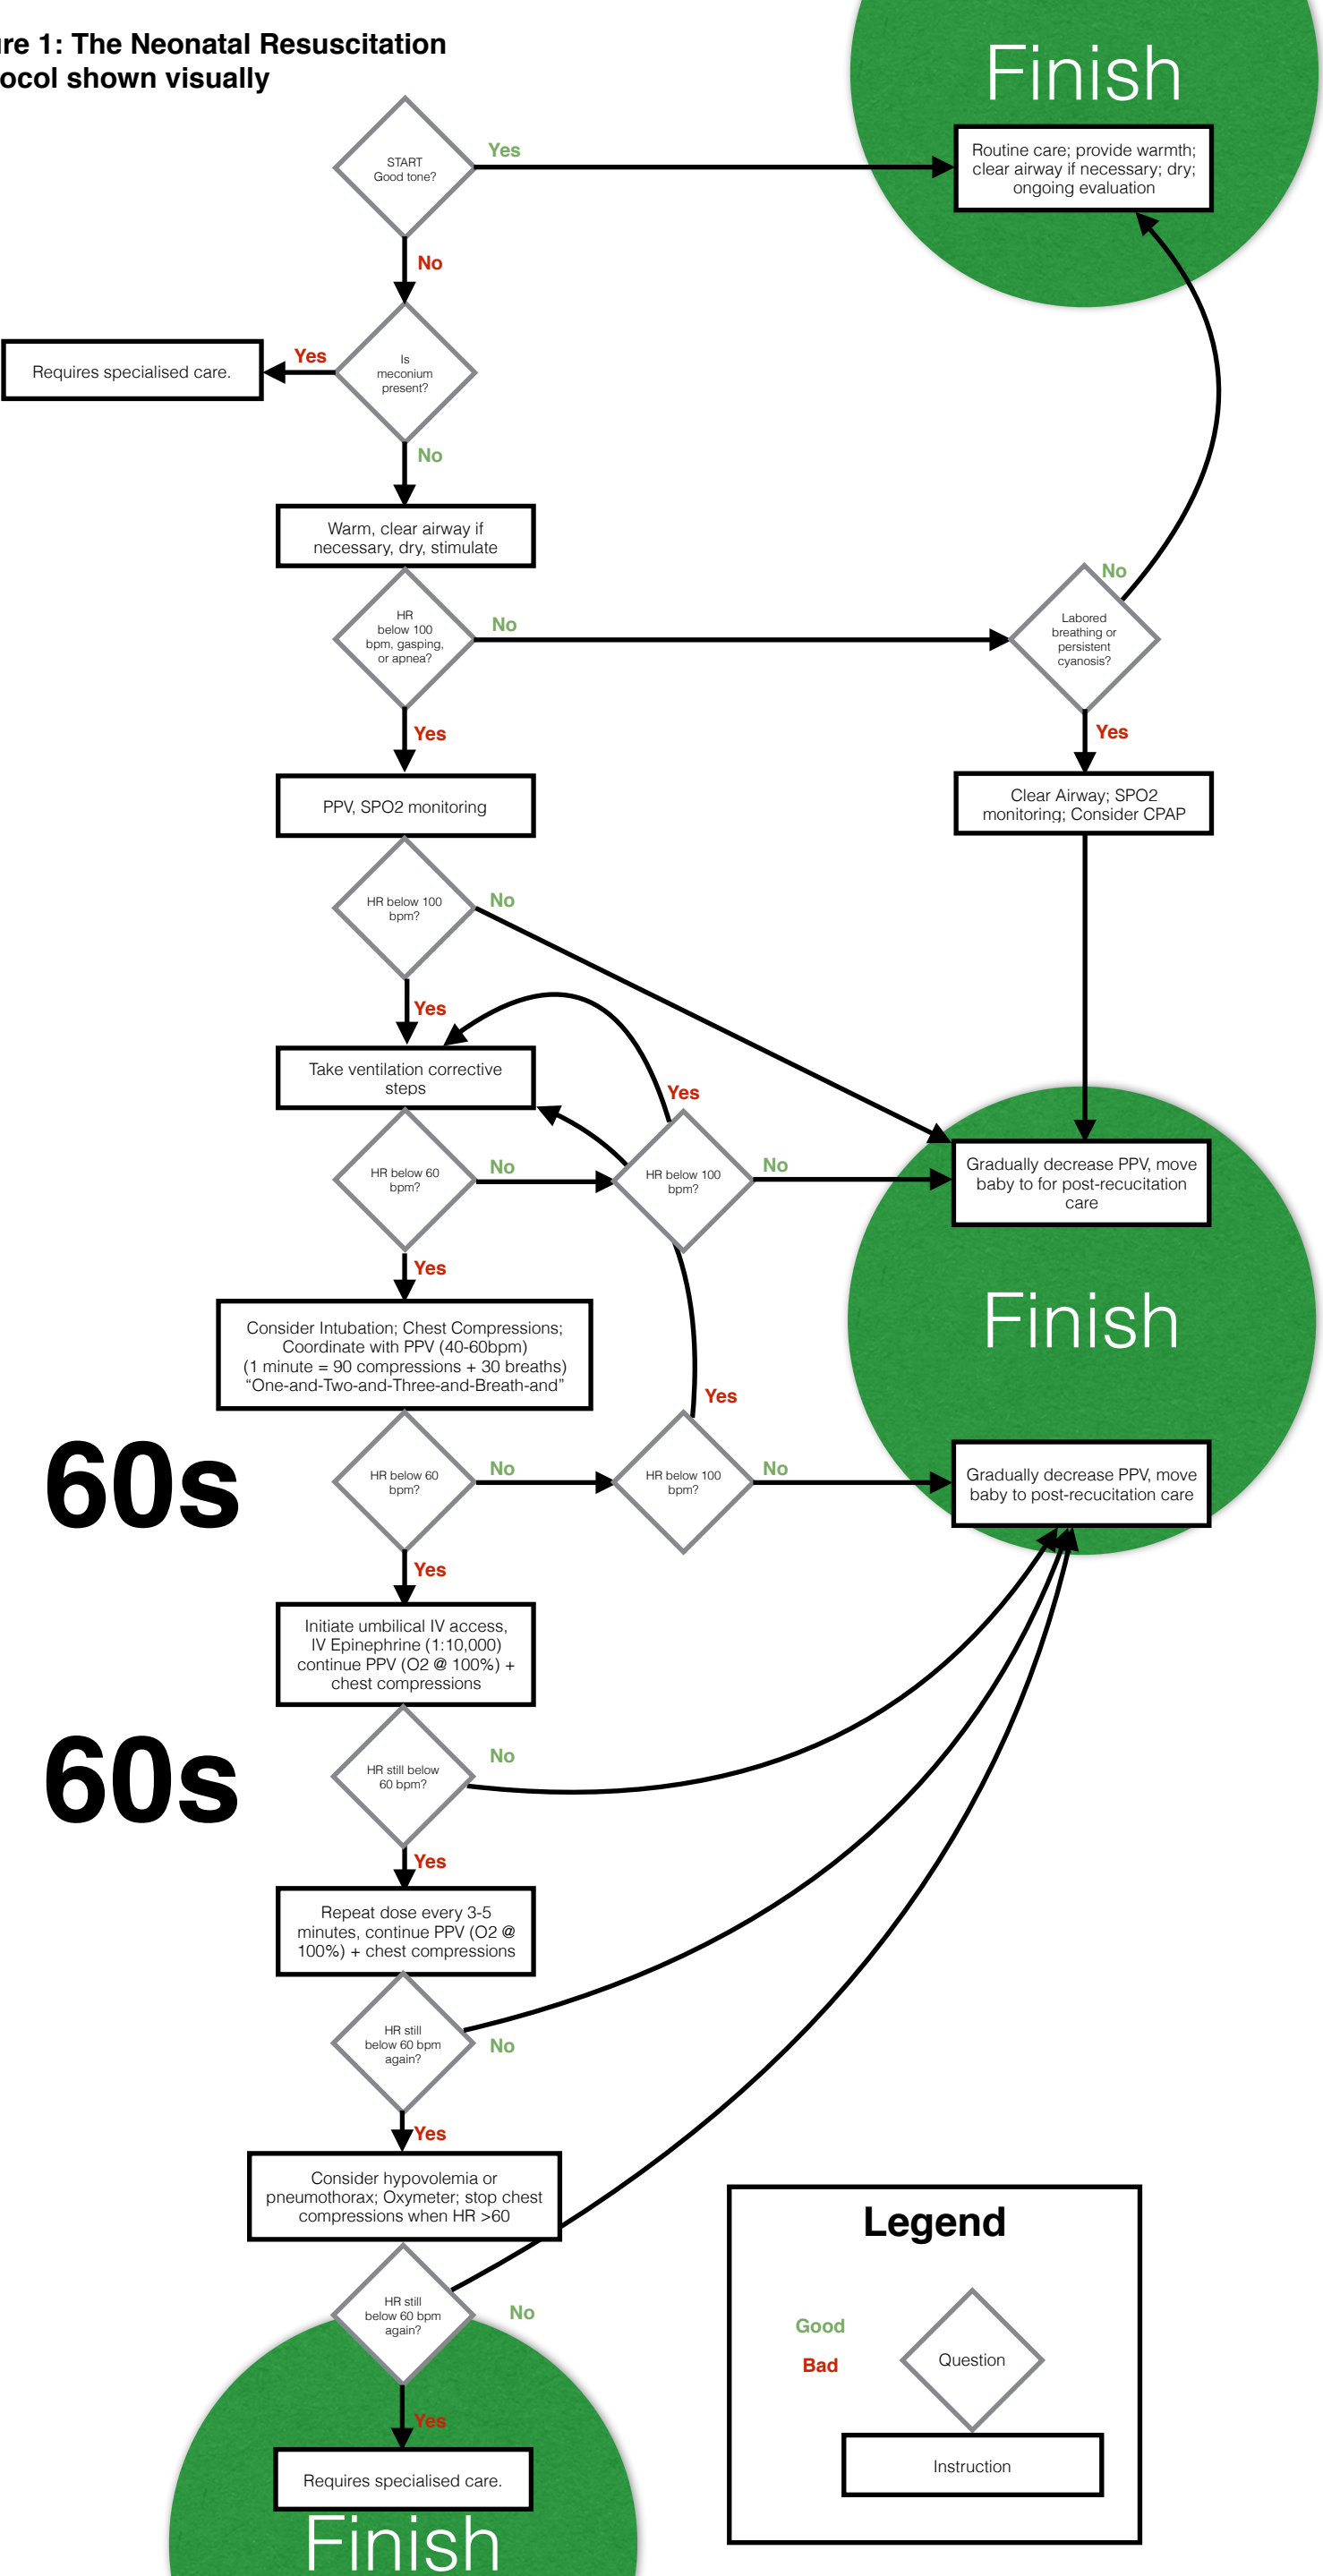 re 1: The Neonatal Resuscitation
ocol shown visually
Finish
START
Good tone?
Yes
Routine care; provide warmth;
clear airway if necessary; dry;
ongoing evaluation
No
Is
meconium
present?
Yes
Requires specialised care.
No
Warm, clear airway if
necessary, dry, stimulate
HR
below 100
bpm, gasping,
or apnea?
No
Labored
breathing or
persistent
cyanosis?
No
Yes
Yes
PPV, SPO2 monitoring
Clear Airway; SPO2
monitoring; Consider CPAP
HR below 100
bpm?
No
Yes
Take ventilation corrective
steps
Yes
HR below 60
bpm?
No
HR below 100
bpm?
No
Gradually decrease PPV, move
baby to for post-recucitation
care
Yes
Finish
Consider Intubation; Chest Compressions;
Coordinate with PPV (40-60bpm)
(1 minute = 90 compressions + 30 breaths)
“One-and-Two-and-Three-and-Breath-and”
Yes
60s
HR below 60
bpm?
No
HR below 100
bpm?
No
Gradually decrease PPV, move
baby to post-recucitation care
Yes
Initiate umbilical IV access,
IV Epinephrine (1:10,000)
continue PPV (O2 @ 100%) +
chest compressions
60s
HR still below
60 bpm?
No
Yes
Repeat dose every 3-5
minutes, continue PPV (O2 @
100%) + chest compressions
HR still
below 60 bpm
again?
No
Yes
Consider hypovolemia or
pneumothorax; Oxymeter; stop chest
compressions when HR >60
HR still
below 60 bpm
again?
No
Yes
Requires specialised care.
Finish
Legend
Good
Bad
Question
Instruction